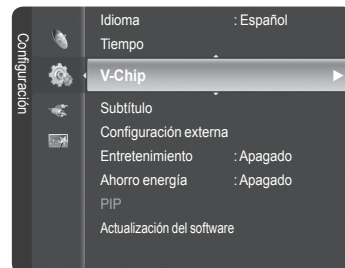 Configuración
Idioma : Español
Tiempo
V-Chip
Subtítulo
Configuración externa
Entretenimiento : Apagado
Ahorro energía : Apagado
PIP
Actualización del software